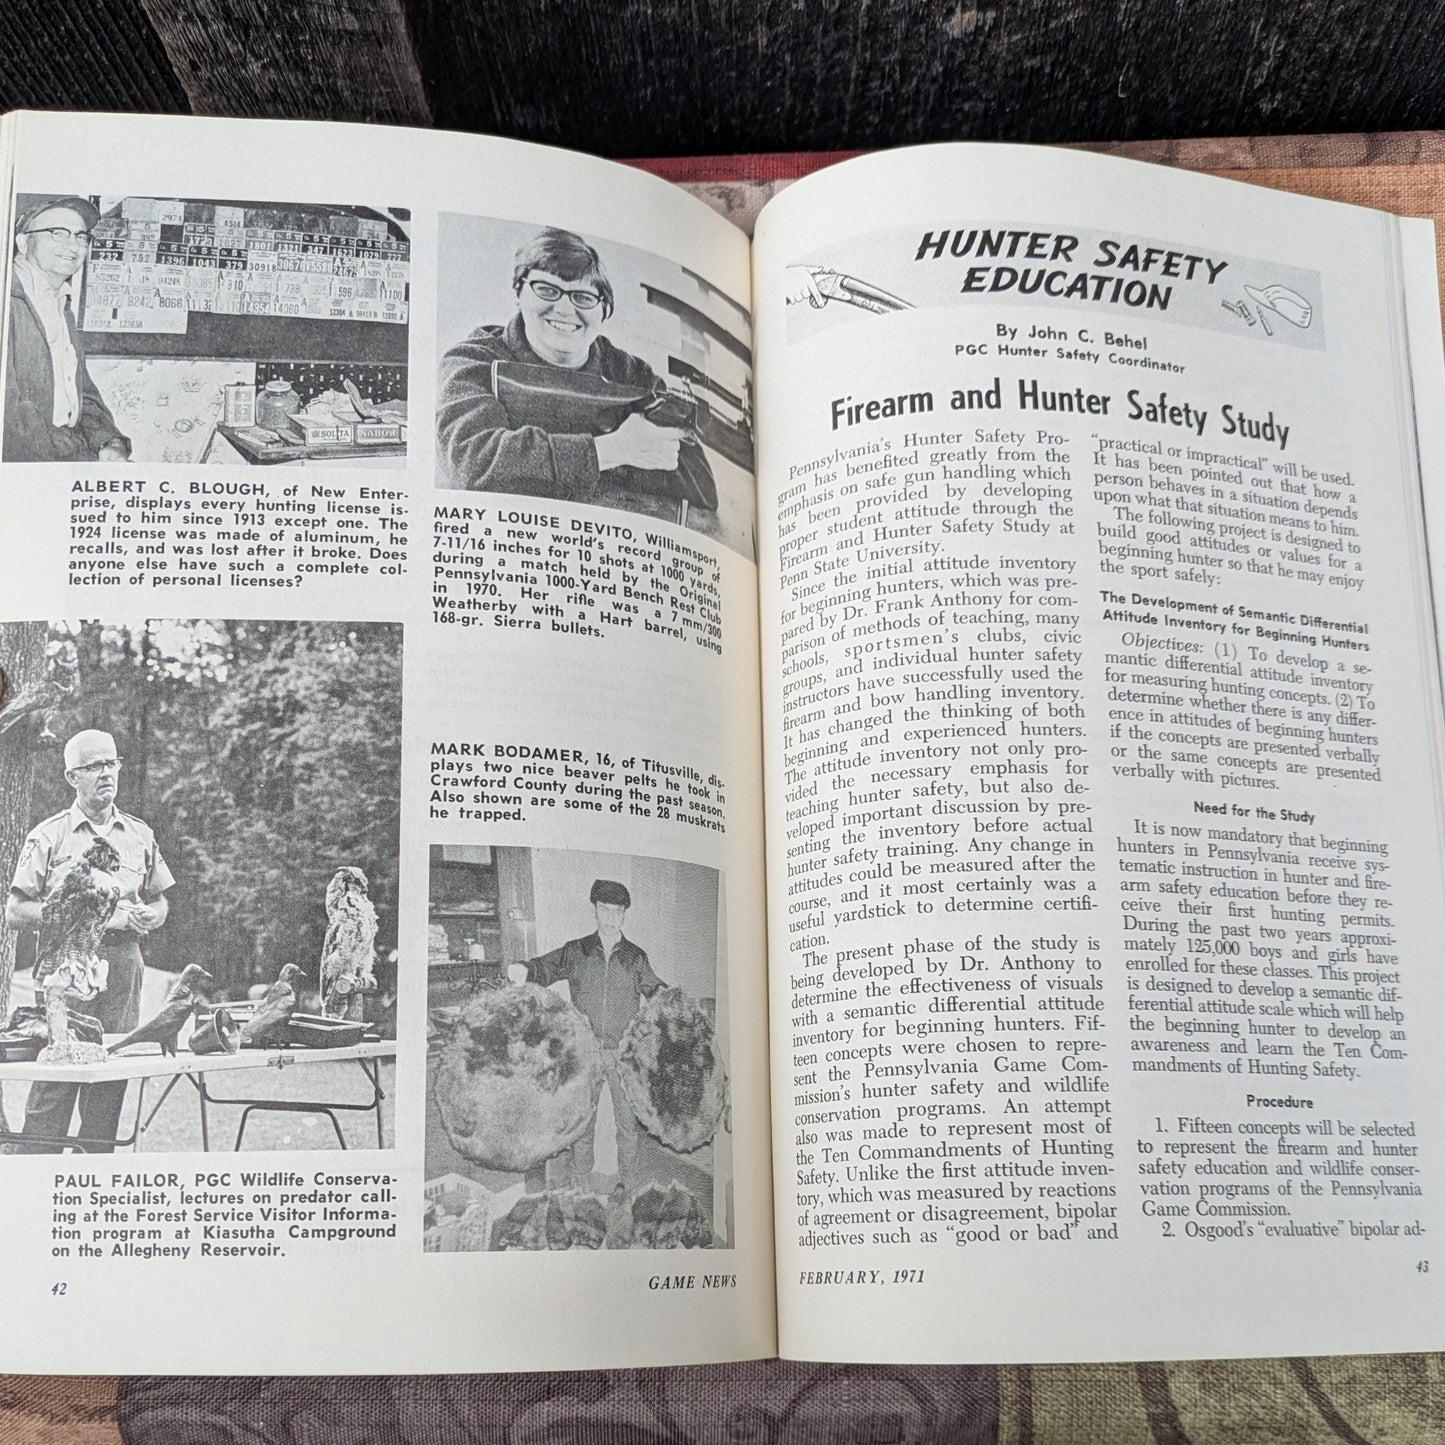 ALBERT C. BLOUGH, of New Enter-
prise, displays every hunting license is-
sued to him since 1913 except one. The
1924 license was made of aluminum, he
recalls, and was lost after it broke. Does
anyone else have such a complete col-
lection of personal licenses?
MARY LOUISE DEVITO, Williamsport,
fired a new world's record group of
7-11/16 inches for 10 shots at 1000 yards,
during a match held by the Original
Pennsylvania 1000-Yard Bench Rest Club
in 1970. Her rifle was a 7 mm/300
Weatherby with a Hart barrel, using
168-gr. Sierra bullets.
MARK BODAMER, 16, of Titusville, dis-
plays two nice beaver pelts he took in
Crawford County during the past season.
Also shown are some of the 28 muskrats
he trapped.
PAUL FAILOR, PGC Wildlife Conserva-
tion Specialist, lectures on predator call-
ing at the Forest Service Visitor Informa-
tion program at Kiasutha Campground
on the Allegheny Reservoir.
42
GAME NEWS
HUNTER SAFETY
EDUCATION
By John C. Behel
PGC Hunter Safety Coordinator
Firearm and Hunter Safety Study
Pennsylvania's Hunter Safety Pro-
gram has benefited greatly from the
emphasis on safe gun handling which
has been provided by developing
proper student attitude through the
Firearm and Hunter Safety Study at
Penn State University.
Since the initial attitude inventory
for beginning hunters, which was pre-
pared by Dr. Frank Anthony for com-
parison of methods of teaching, many
schools, sportsmen's clubs, civic
groups, and individual hunter safety
instructors have successfully used the
firearm and bow handling inventory.
It has changed the thinking of both
beginning and experienced hunters.
The attitude inventory not only pro-
vided the necessary emphasis for
teaching hunter safety, but also de-
veloped important discussion by pre-
senting the inventory before actual
hunter safety training. Any change in
attitudes could be measured after the
course, and it most certainly was a
useful yardstick to determine certifi-
cation.
The present phase of the study is
being developed by Dr. Anthony to
determine the effectiveness of visuals
with a semantic differential attitude
inventory for beginning hunters. Fif-
teen concepts were chosen to repre-
sent the Pennsylvania Game Com-
mission's hunter safety and wildlife
conservation programs. An attempt
also was made to represent most of
the Ten Commandments of Hunting
Safety. Unlike the first attitude inven-
tory, which was measured by reactions
of agreement or disagreement, bipolar
adjectives such as "good or bad" and
"practical or impractical" will be used.
It has been pointed out that how a
person behaves in a situation depends
upon what that situation means to him.
The following project is designed to
build good attitudes or values for a
beginning hunter so that he may enjoy
the sport safely:
The Development of Semantic Differential
Attitude Inventory for Beginning Hunters
Objectives: (1) To develop a se-
mantic differential attitude inventory
for measuring hunting concepts. (2) To
determine whether there is any differ-
ence in attitudes of beginning hunters
if the concepts are presented verbally
or the same concepts are presented
verbally with pictures.
Need for the Study
It is now mandatory that beginning
hunters in Pennsylvania receive sys-
tematic instruction in hunter and fire-
arm safety education before they re-
ceive their first hunting permits.
During the past two years approxi-
mately 125,000 boys and girls have
enrolled for these classes. This project
is designed to develop a semantic dif-
ferential attitude scale which will help
the beginning hunter to develop an
awareness and learn the Ten Com-
mandments of Hunting Safety.
Procedure
1. Fifteen concepts will be selected
to represent the firearm and hunter
safety education and wildlife conser-
vation programs of the Pennsylvania
Game Commission.
2. Osgood's "evaluative" bipolar ad-
FEBRUARY, 1971
43